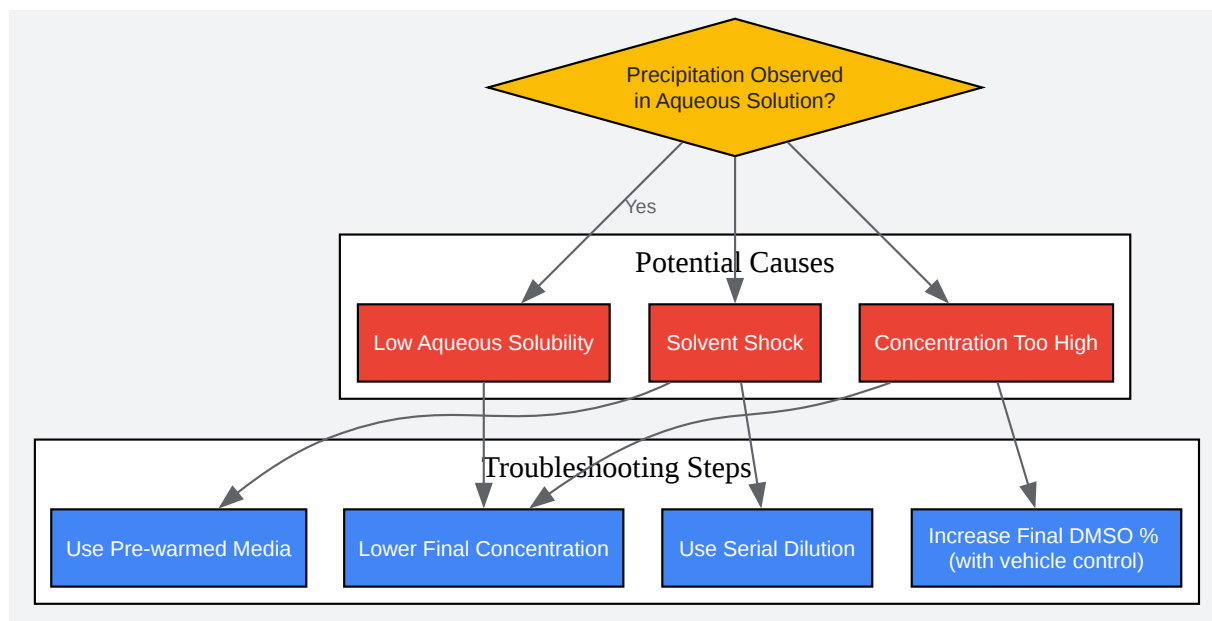 Precipitation Observed
in Aqueous Solution?
Yes
Potential Causes
Low Aqueous Solubility
Solvent Shock
Concentration Too High
Troubleshooting Steps
Use Pre-warmed Media
Lower Final Concentration
Use Serial Dilution
Increase Final DMSO %
(with vehicle control)